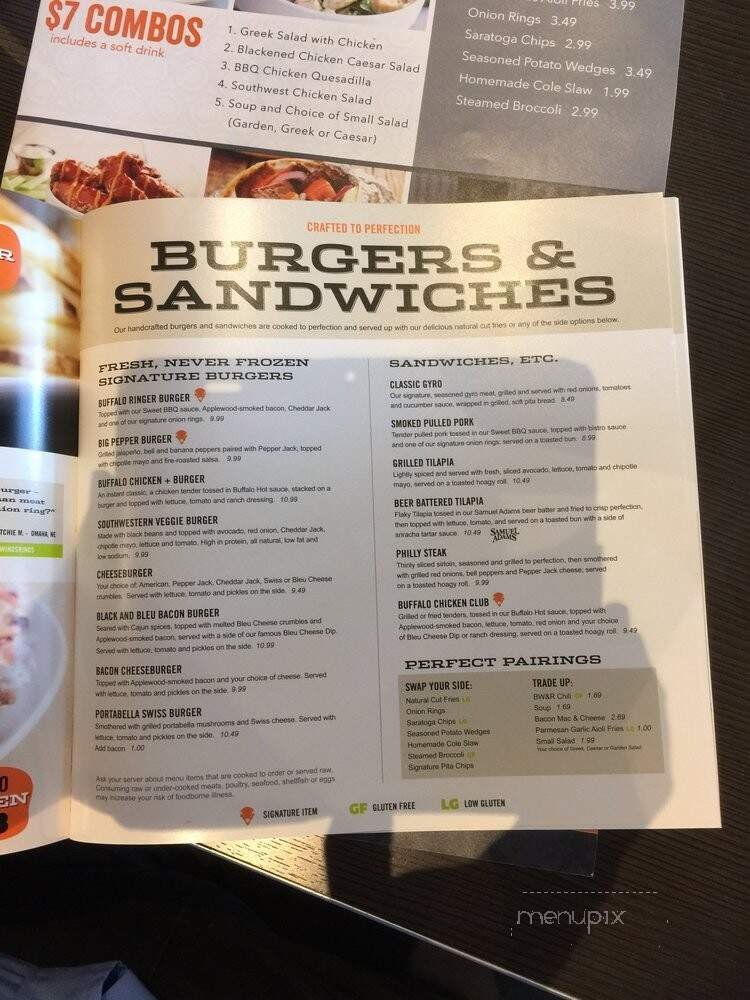 $7 COMBOS
includes a soft drink
1. Greek Salad with Chicken
2. Blackened Chicken Caesar Salad
3. BBQ Chicken Quesadilla
4. Southwest Chicken Salad
5. Soup and Choice of Small Salad
(Garden, Greek or Caesar)
Aioli Fries 3.99
Onion Rings 3.49
Saratoga Chips 2.99
Seasoned Potato Wedges 3.49
Homemade Cole Slaw 1.99
Steamed Broccoli 2.99
CRAFTED TO PERFECTION
BURGERS &
SANDWICHES
Our handcrafted burgers and sandwiches are cooked to perfection and served up with our delicious natural cut fries or any of the side options below.
FRESH, NEVER FROZEN
SIGNATURE BURGERS
BUFFALO RINGER BURGER
Topped with our Sweet BBQ sauce, Applewood-smoked bacon, Cheddar Jack
and one of our signature onion rings. 9.99
BIG PEPPER BURGER
Grilled jalapeño, bell and banana peppers paired with Pepper Jack, topped
with chipotle mayo and fire-roasted salsa. 9.99
BUFFALO CHICKEN + BURGER
An instant classic, a chicken tender tossed in Buffalo Hot sauce, stacked on a
burger and topped with lettuce, tomato and ranch dressing. 10.99
SOUTHWESTERN VEGGIE BURGER
Made with black beans and topped with avocado, red onion, Cheddar Jack,
chipotle mayo, lettuce and tomato. High in protein, all natural, low fat and
low sodium. 9.99
CHEESEBURGER
Your choice of: American, Pepper Jack, Cheddar Jack, Swiss or Bleu Cheese
crumbles. Served with lettuce, tomato and pickles on the side. 9.49
BLACK AND BLEU BACON BURGER
Seared with Cajun spices, topped with melted Bleu Cheese crumbles and
Applewood-smoked bacon, served with a side of our famous Bleu Cheese Dip.
Served with lettuce, tomato and pickles on the side. 10.99
BACON CHEESEBURGER
Topped with Applewood-smoked bacon and your choice of cheese. Served
with lettuce, tomato and pickles on the side. 9.99
PORTABELLA SWISS BURGER
Smothered with grilled portabella mushrooms and Swiss cheese. Served with
lettuce, tomato and pickles on the side. 10.49
Add bacon 1.00
Ask your server about menu items that are cooked to order or served raw.
Consuming raw or under-cooked meats, poultry, seafood, shellfish or eggs
may increase your risk of foodborne illness.
SANDWICHES, ETC.
CLASSIC GYRO
Our signature, seasoned gyro meat, grilled and served with red onions, tomatoes
and cucumber sauce, wrapped in grilled, soft pita bread. 8.49
SMOKED PULLED PORK
Tender pulled pork tossed in our Sweet BBQ sauce, topped with bistro sauce
and one of our signature onion rings; served on a toasted bun. 8.99
GRILLED TILAPIA
Lightly spiced and served with fresh, sliced avocado, lettuce, tomato and chipotle
mayo, served on a toasted hoagy roll. 10.49
BEER BATTERED TILAPIA
Flaky Tilapia tossed in our Samuel Adams beer batter and fried to crisp perfection,
then topped with lettuce, tomato, and served on a toasted bun with a side of
sriracha tartar sauce. 10.49 SAMUEL ADAMS
PHILLY STEAK
Thinly sliced sirloin, seasoned and grilled to perfection, then smothered
with grilled red onions, bell peppers and Pepper Jack cheese, served
on a toasted hoagy roll. 9.99
BUFFALO CHICKEN CLUB
Grilled or fried tenders, tossed in our Buffalo Hot sauce, topped with
Applewood-smoked bacon, lettuce, tomato, red onion and your choice
of Bleu Cheese Dip or ranch dressing, served on a toasted hoagy roll. 9.49
PERFECT PAIRINGS
SWAP YOUR SIDE:
Natural Cut Fries LG
Onion Rings
Saratoga Chips LG
Seasoned Potato Wedges
Homemade Cole Slaw
Steamed Broccoli GF
Signature Pita Chips
TRADE UP:
BW&R Chili GF 1.69
Soup 1.69
Bacon Mac & Cheese 2.69
Parmesan Garlic Aioli Fries LG 1.00
Small Salad 1.99
Your choice of Greek, Caesar or Garden Salad
SIGNATURE ITEM
GF GLUTEN FREE
LG LOW GLUTEN
urger –
an meat
ion ring?"
TCHIE M. - OMAHA, NE
WINGSRINGS
menupix